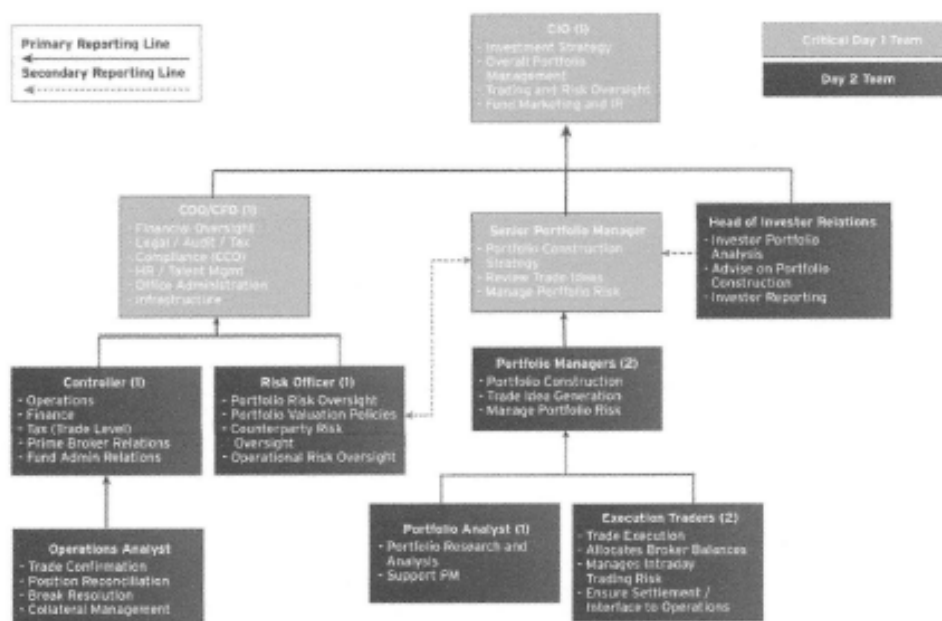 Primary Reporting Line
Secondary Reporting Line
CIO (1)
- Investment Strategy
- Overall Portfolio
Management
- Trading and Risk Oversight
- Fund Marketing and IR
Critical Day 1 Team
Day 2 Team
COO/CFO (1)
- Financial Oversight
- Legal / Audit / Tax
- Compliance (CCO)
- HR / Talent Mgmt
- Office Administration
- Infrastructure
Senior Portfolio Manager
- Portfolio Construction
Strategy
- Review Trade Ideas
- Manage Portfolio Risk
Head of Investor Relations
- Investor Portfolio
Analysis
- Advise on Portfolio
Construction
- Investor Reporting
Controller (1)
- Operations
- Finance
- Tax (Trade Level)
- Prime Broker Relations
- Fund Admin Relations
Risk Officer (1)
- Portfolio Risk Oversight
- Portfolio Valuation Policies
- Counterparty Risk
Oversight
- Operational Risk Oversight
Portfolio Managers (2)
- Portfolio Construction
- Trade Idea Generation
- Manage Portfolio Risk
Operations Analyst
- Trade Confirmation
- Position Reconciliation
- Break Resolution
- Collateral Management
Portfolio Analyst (1)
- Portfolio Research and
Analysis
- Support PM
Execution Traders (2)
- Trade Execution
- Allocates Broker Balances
- Manages Intraday
Trading Risk
- Ensure Settlement /
Interface to Operations